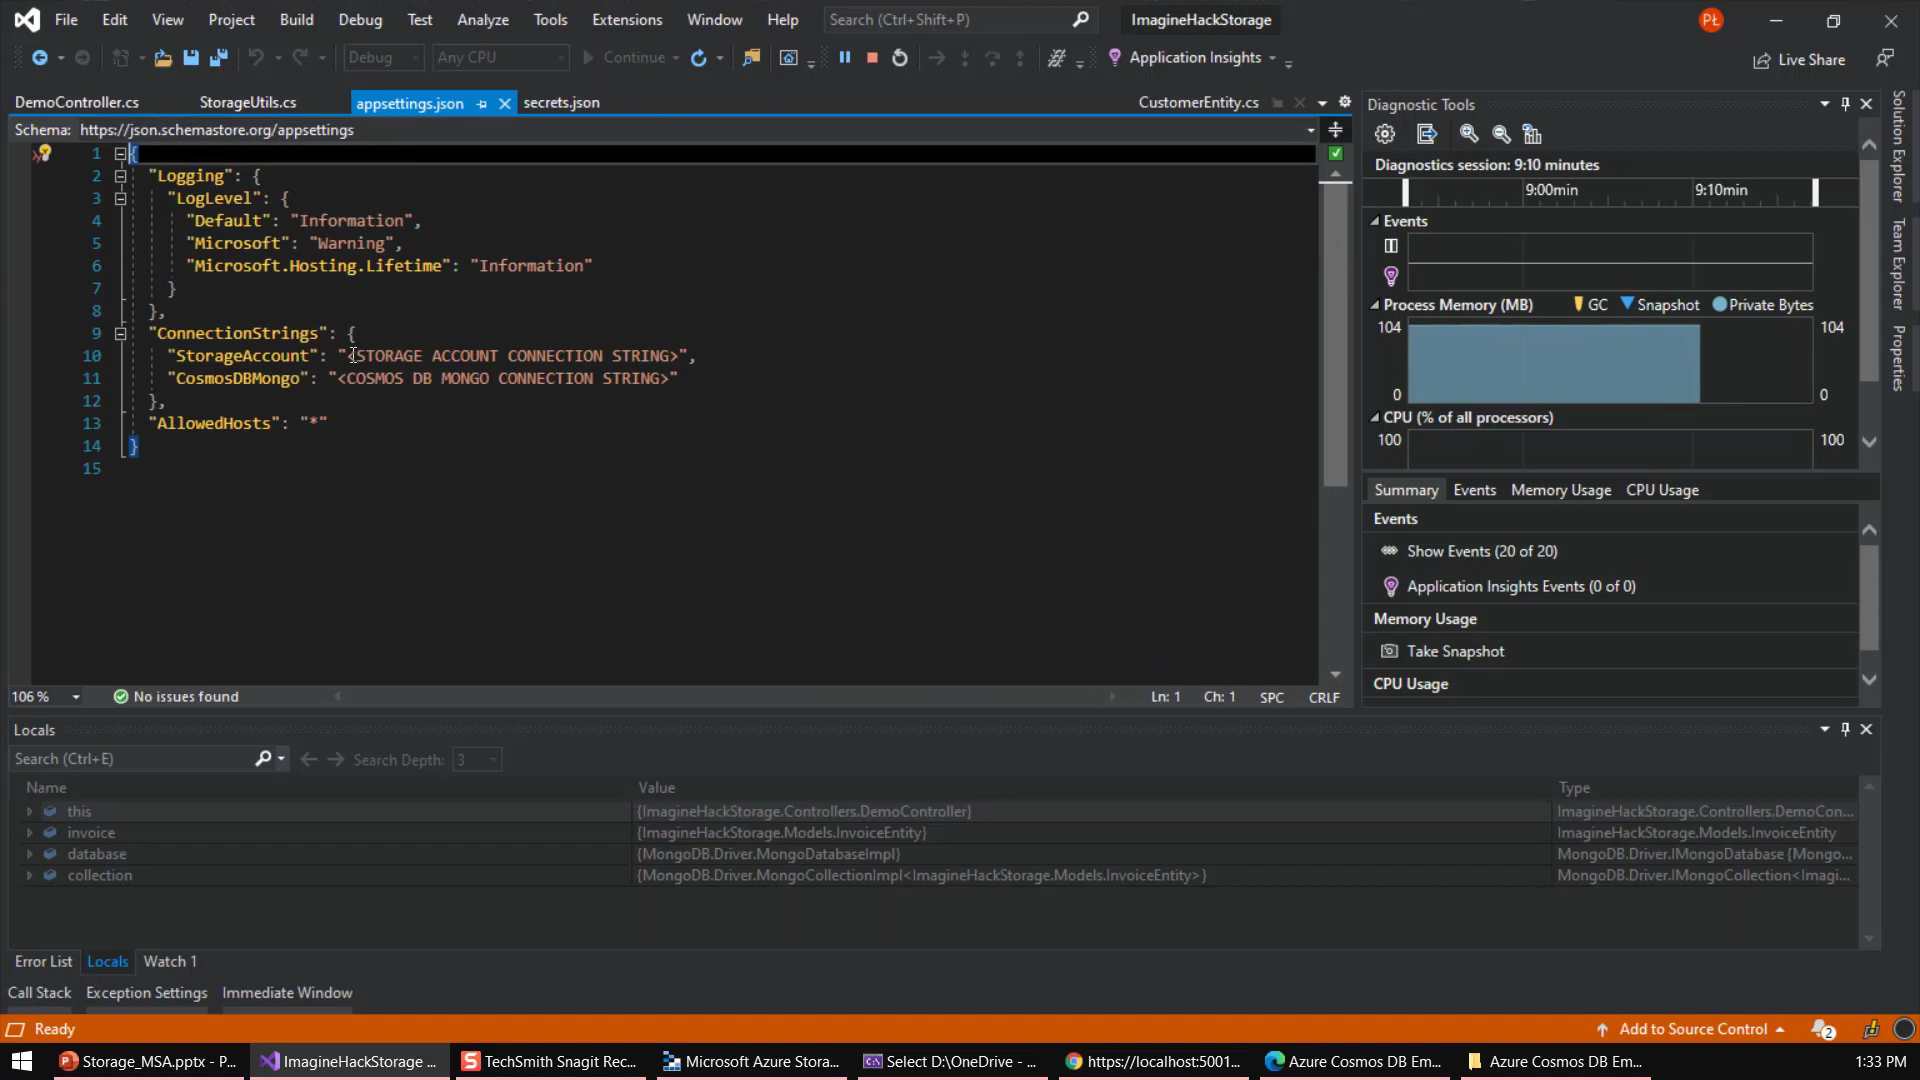 File Edit View Project Build Debug Test Analyze Tools Extensions Window Help Search (Ctrl+Shift+P) ImagineHackStorage PŁ
Debug Any CPU Continue Application Insights Live Share
DemoController.cs StorageUtils.cs appsettings.json secrets.json CustomerEntity.cs
Schema: https://json.schemastore.org/appsettings
1 {
2 "Logging": {
3 "LogLevel": {
4 "Default": "Information",
5 "Microsoft": "Warning",
6 "Microsoft.Hosting.Lifetime": "Information"
7 }
8 },
9 "ConnectionStrings": {
10 "StorageAccount": "<STORAGE ACCOUNT CONNECTION STRING>",
11 "CosmosDBMongo": "<COSMOS DB MONGO CONNECTION STRING>"
12 },
13 "AllowedHosts": "*"
14 }
15
106 % No issues found Ln: 1 Ch: 1 SPC CRLF
Diagnostic Tools
Diagnostics session: 9:10 minutes
9:00min 9:10min
Events
Process Memory (MB) GC Snapshot Private Bytes
104 104
0 0
CPU (% of all processors)
100 100
Summary Events Memory Usage CPU Usage
Events
Show Events (20 of 20)
Application Insights Events (0 of 0)
Memory Usage
Take Snapshot
CPU Usage
Solution Explorer
Team Explorer
Properties
Locals
Search (Ctrl+E) Search Depth: 3
Name Value Type
this {ImagineHackStorage.Controllers.DemoController} ImagineHackStorage.Controllers.DemoCon...
invoice {ImagineHackStorage.Models.InvoiceEntity} ImagineHackStorage.Models.InvoiceEntity
database {MongoDB.Driver.MongoDatabaseImpl} MongoDB.Driver.IMongoDatabase {Mongo...
collection {MongoDB.Driver.MongoCollectionImpl<ImagineHackStorage.Models.InvoiceEntity>} MongoDB.Driver.IMongoCollection<Imagi...
Error List Locals Watch 1
Call Stack Exception Settings Immediate Window
Ready Add to Source Control 2
Storage_MSA.pptx - P... ImagineHackStorage ... TechSmith Snagit Rec... Microsoft Azure Stora... Select D:\OneDrive - ... https://localhost:5001... Azure Cosmos DB Em... Azure Cosmos DB Em... 1:33 PM